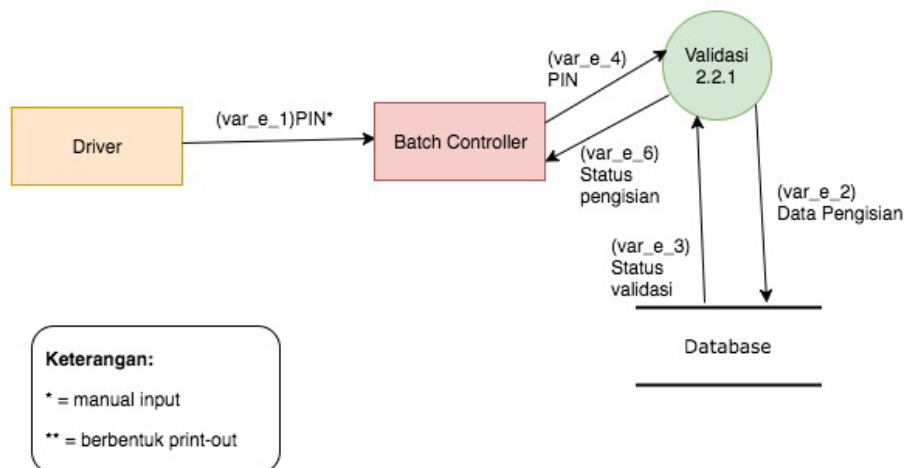 Validasi
2.2.1
(var_e_4)
PIN
(var_e_1)PIN*
Driver
Batch Controller
(var_e_6)
Status
pengisian
(var_e_2)
Data Pengisian
(var_e_3)
Status
validasi
Database
Keterangan:
* = manual input
** = berbentuk print-out